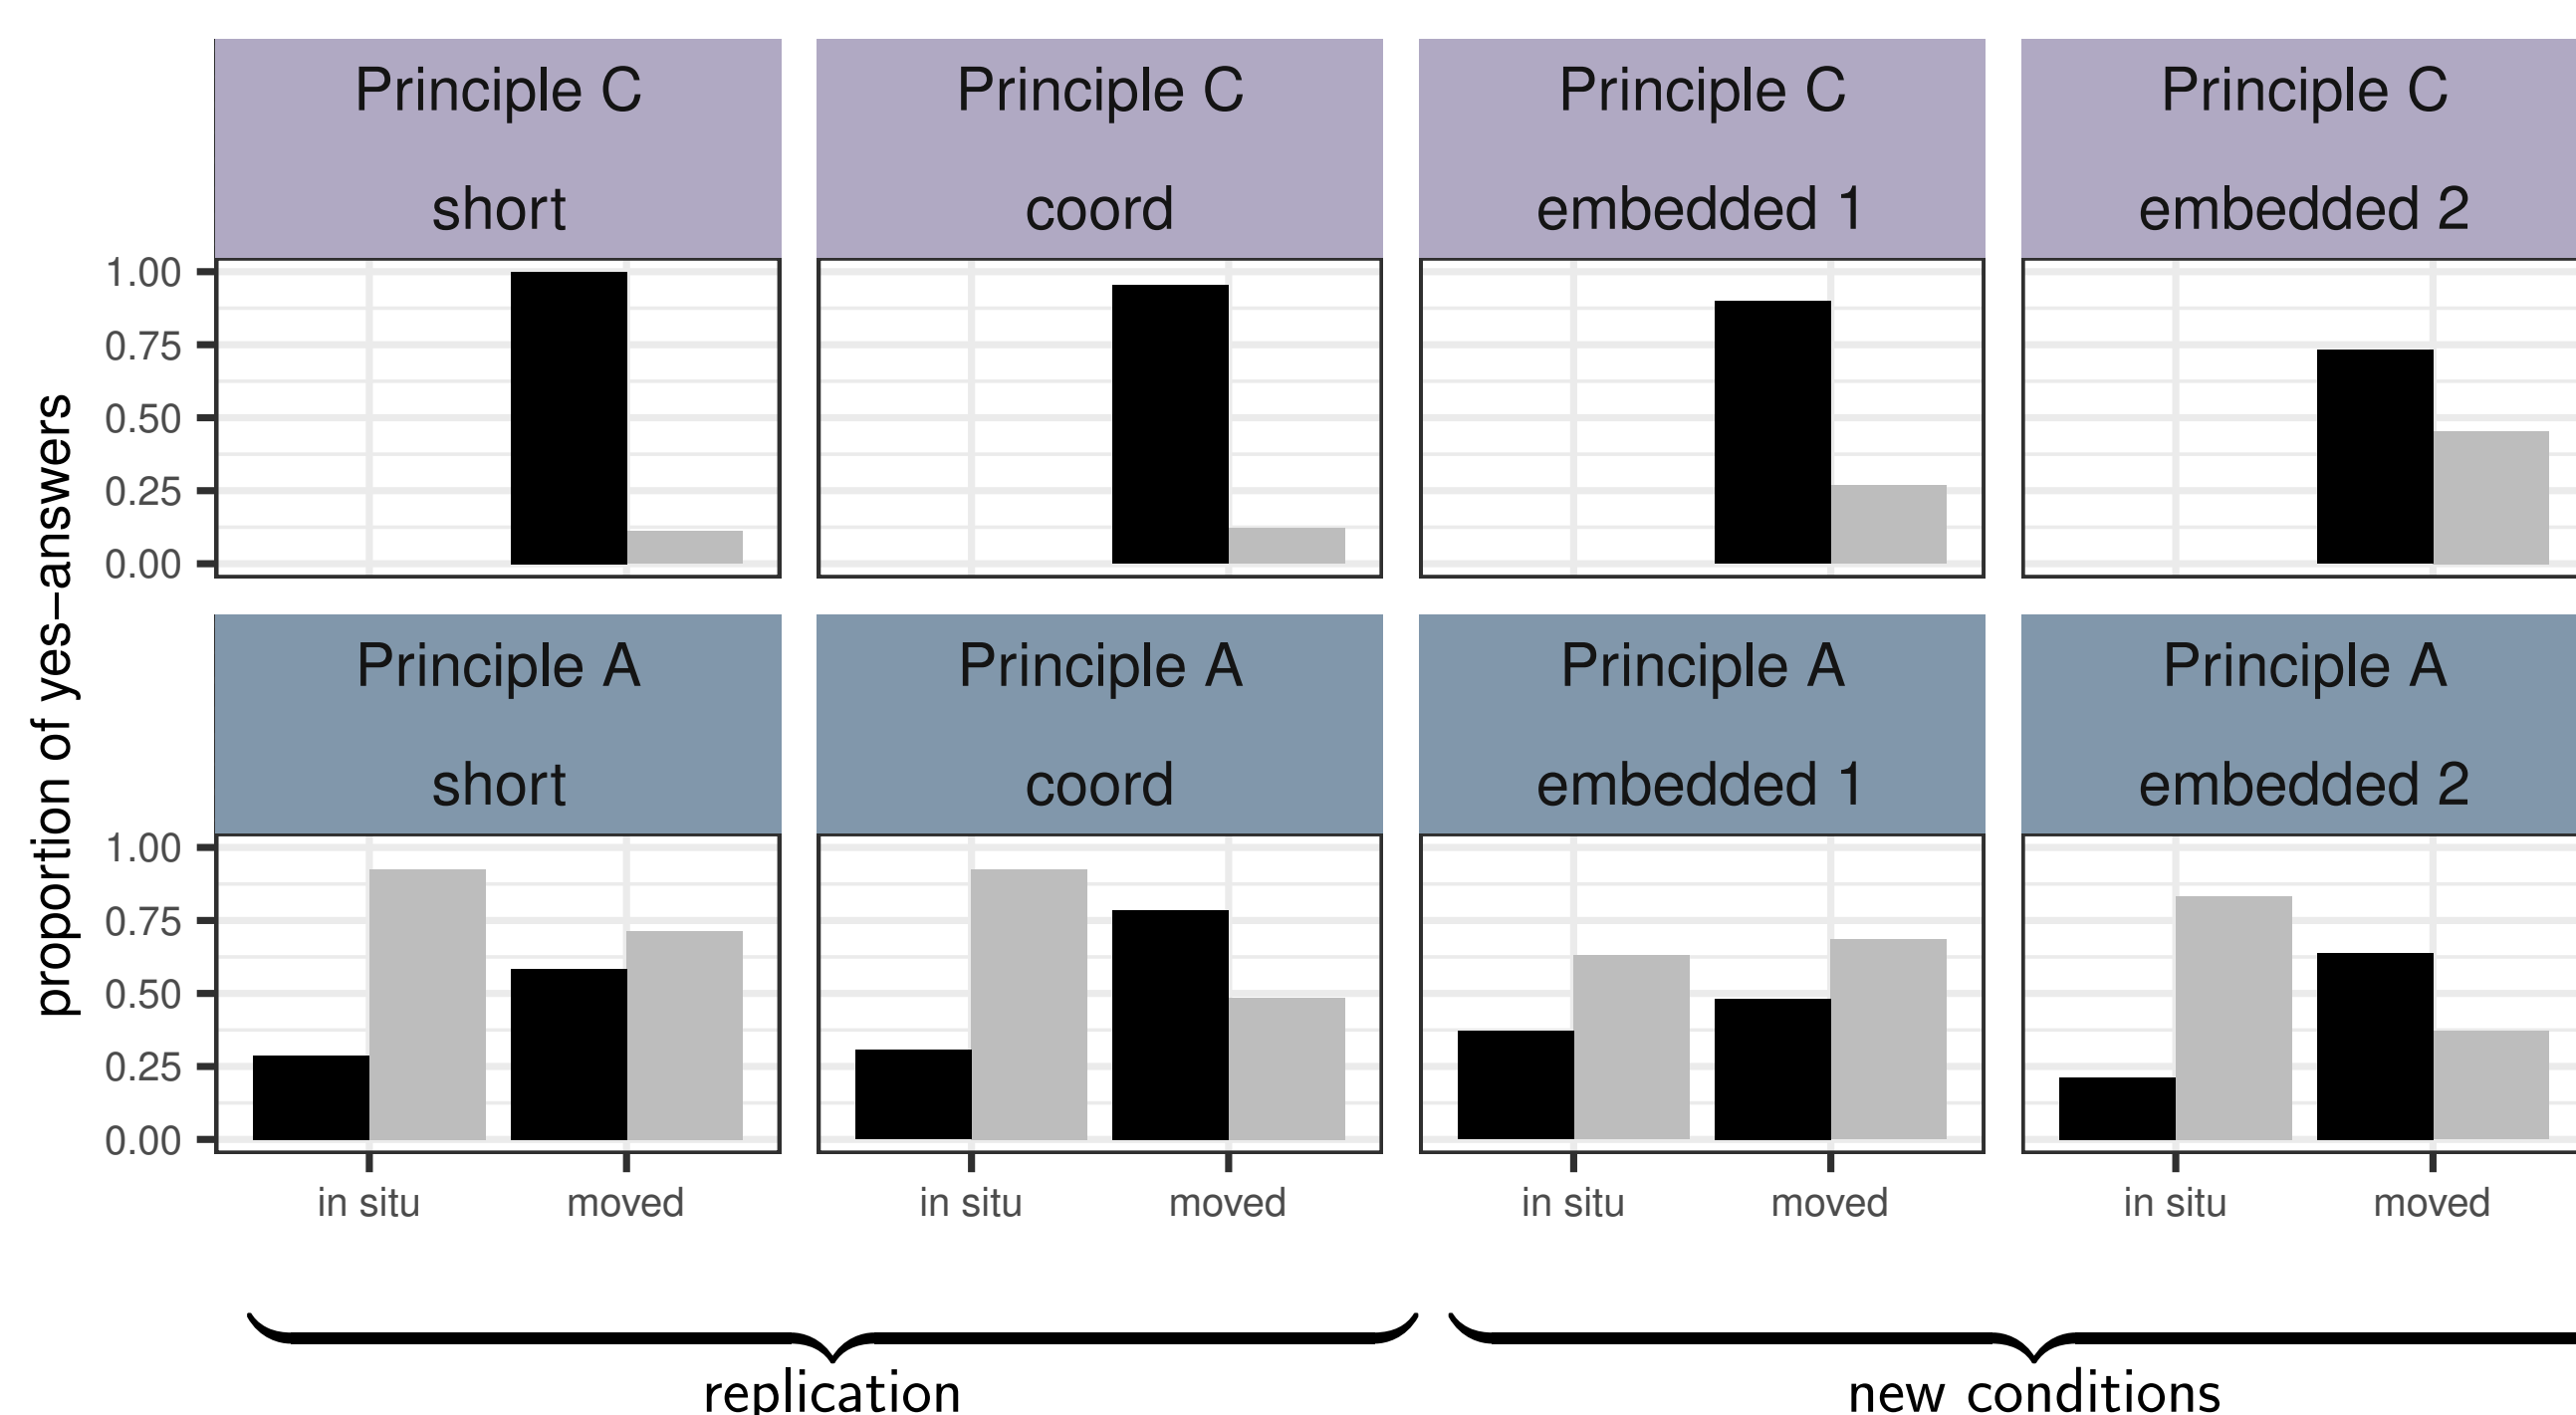 Principle C
short
Principle C
coord
Principle C
embedded 1
Principle C
embedded 2
1.00
0.75
0.50
0.25
0.00
proportion of yes–answers
Principle A
short
Principle A
coord
Principle A
embedded 1
Principle A
embedded 2
1.00
0.75
0.50
0.25
0.00
in situ moved in situ moved in situ moved in situ moved
replication new conditions